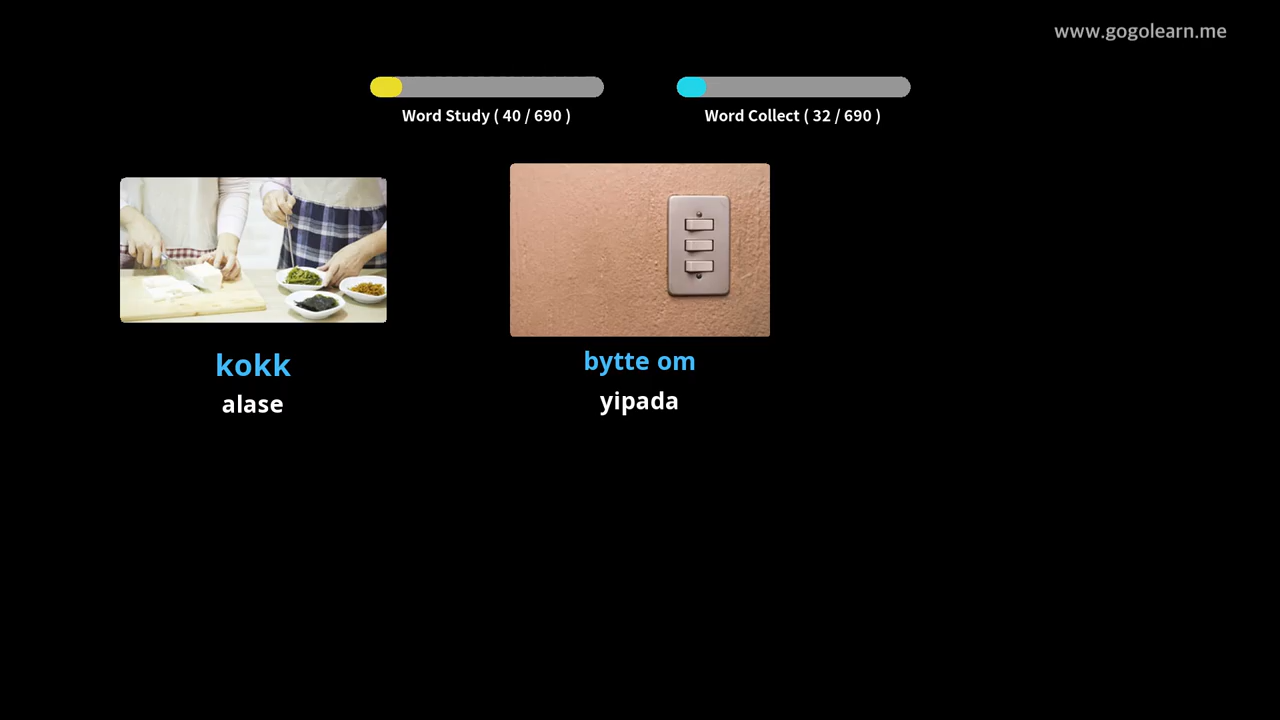 www.gogolearn.me
Word Study ( 40 / 690 )
Word Collect ( 32 / 690 )
kokk
alase
bytte om
yipada